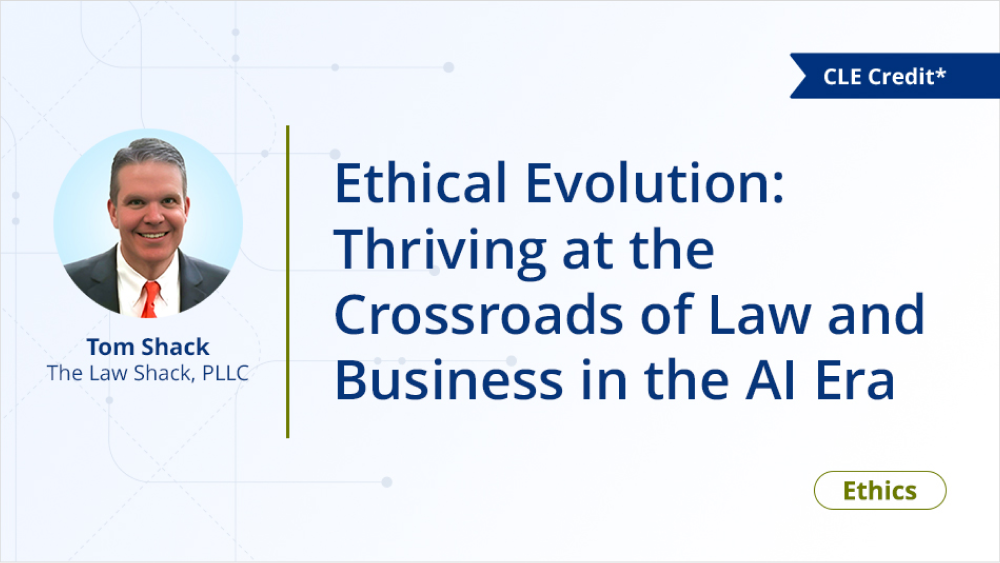 CLE Credit*
Ethical Evolution:
Thriving at the
Crossroads of Law and
Business in the AI Era
Tom Shack
The Law Shack, PLLC
Ethics